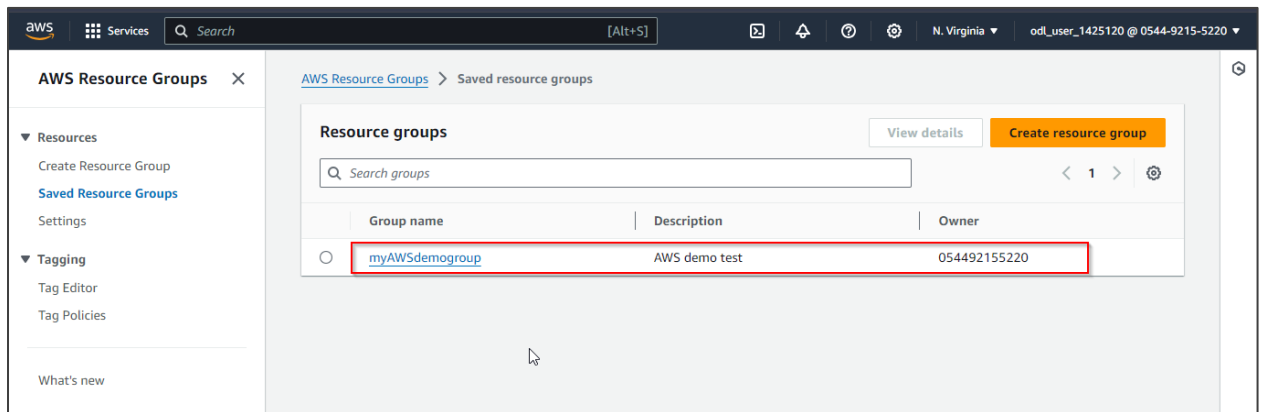 aws Services Search [Alt+S] N. Virginia ▼ odl_user_1425120 @ 0544-9215-5220 ▼
AWS Resource Groups
AWS Resource Groups > Saved resource groups
▼ Resources
Create Resource Group
Saved Resource Groups
Settings
▼ Tagging
Tag Editor
Tag Policies
What's new
Resource groups View details Create resource group
Search groups < 1 >
Group name Description Owner
myAWSdemogroup AWS demo test 054492155220